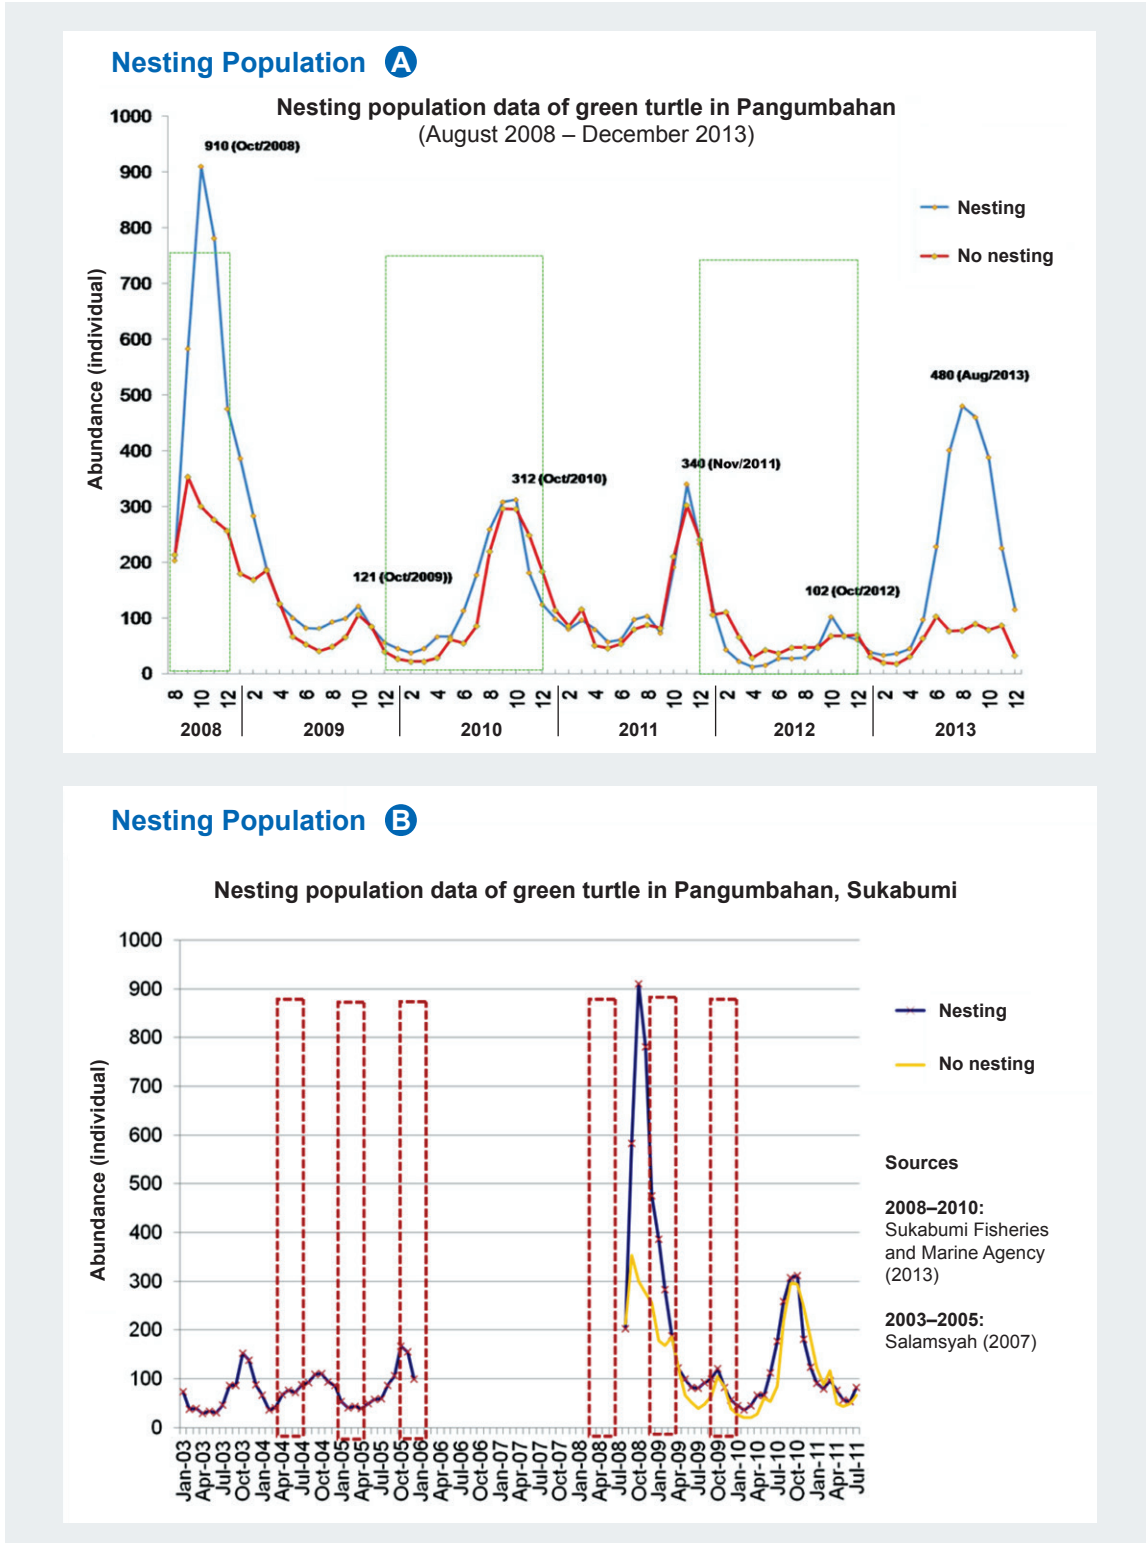 Nesting Population A
Nesting population data of green turtle in Pangumbahan
(August 2008 – December 2013)
1000
900
800
700
600
500
400
300
200
100
0
Abundance (individual)
910 (Oct/2008)
121 (Oct/2009))
312 (Oct/2010)
340 (Nov/2011)
102 (Oct/2012)
480 (Aug/2013)
Nesting
No nesting
8 10 12 2 4 6 8 10 12 2 4 6 8 10 12 2 4 6 8 10 12 2 4 6 8 10 12 2 4 6 8 10 12
2008 2009 2010 2011 2012 2013
Nesting Population B
Nesting population data of green turtle in Pangumbahan, Sukabumi
1000
900
800
700
600
500
400
300
200
100
0
Abundance (individual)
Nesting
No nesting
Sources
2008–2010:
Sukabumi Fisheries
and Marine Agency
(2013)
2003–2005:
Salamsyah (2007)
Jan-03 Apr-03 Jul-03 Oct-03 Jan-04 Apr-04 Jul-04 Oct-04 Jan-05 Apr-05 Jul-05 Oct-05 Jan-06 Apr-06 Jul-06 Oct-06 Jan-07 Apr-07 Jul-07 Oct-07 Jan-08 Apr-08 Jul-08 Oct-08 Jan-09 Apr-09 Jul-09 Oct-09 Jan-10 Apr-10 Jul-10 Oct-10 Jan-11 Apr-11 Jul-11